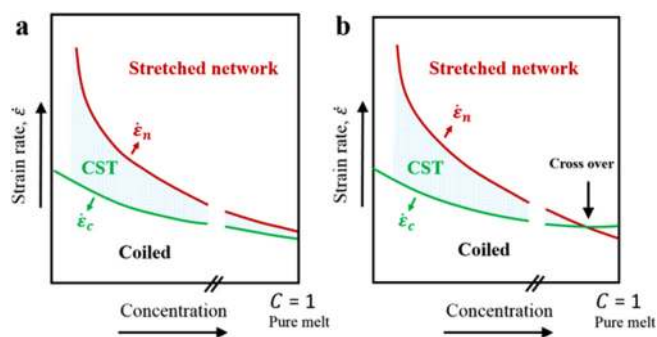 a
Stretched network
Strain rate, ε̇
ε̇n
CST
ε̇c
Coiled
Concentration
C = 1
Pure melt
b
Stretched network
Strain rate, ε̇
ε̇n
Cross over
CST
ε̇c
Coiled
Concentration
C = 1
Pure melt